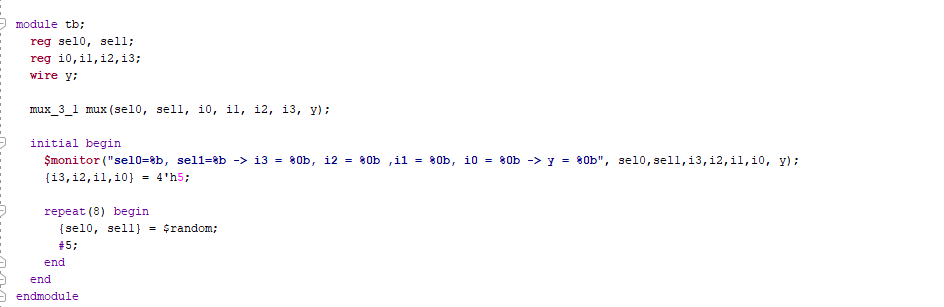 module tb;
reg sel0, sel1;
reg i0,i1,i2,i3;
wire y;
mux_3_1 mux(sel0, sel1, i0, i1, i2, i3, y);
initial begin
$monitor("sel0=%b, sel1=%b -> i3 = %0b, i2 = %0b ,i1 = %0b, i0 = %0b -> y = %0b", sel0,sel1,i3,i2,i1,i0, y);
{i3,i2,i1,i0} = 4'h5;
repeat(8) begin
{sel0, sel1} = $random;
#5;
end
end
endmodule